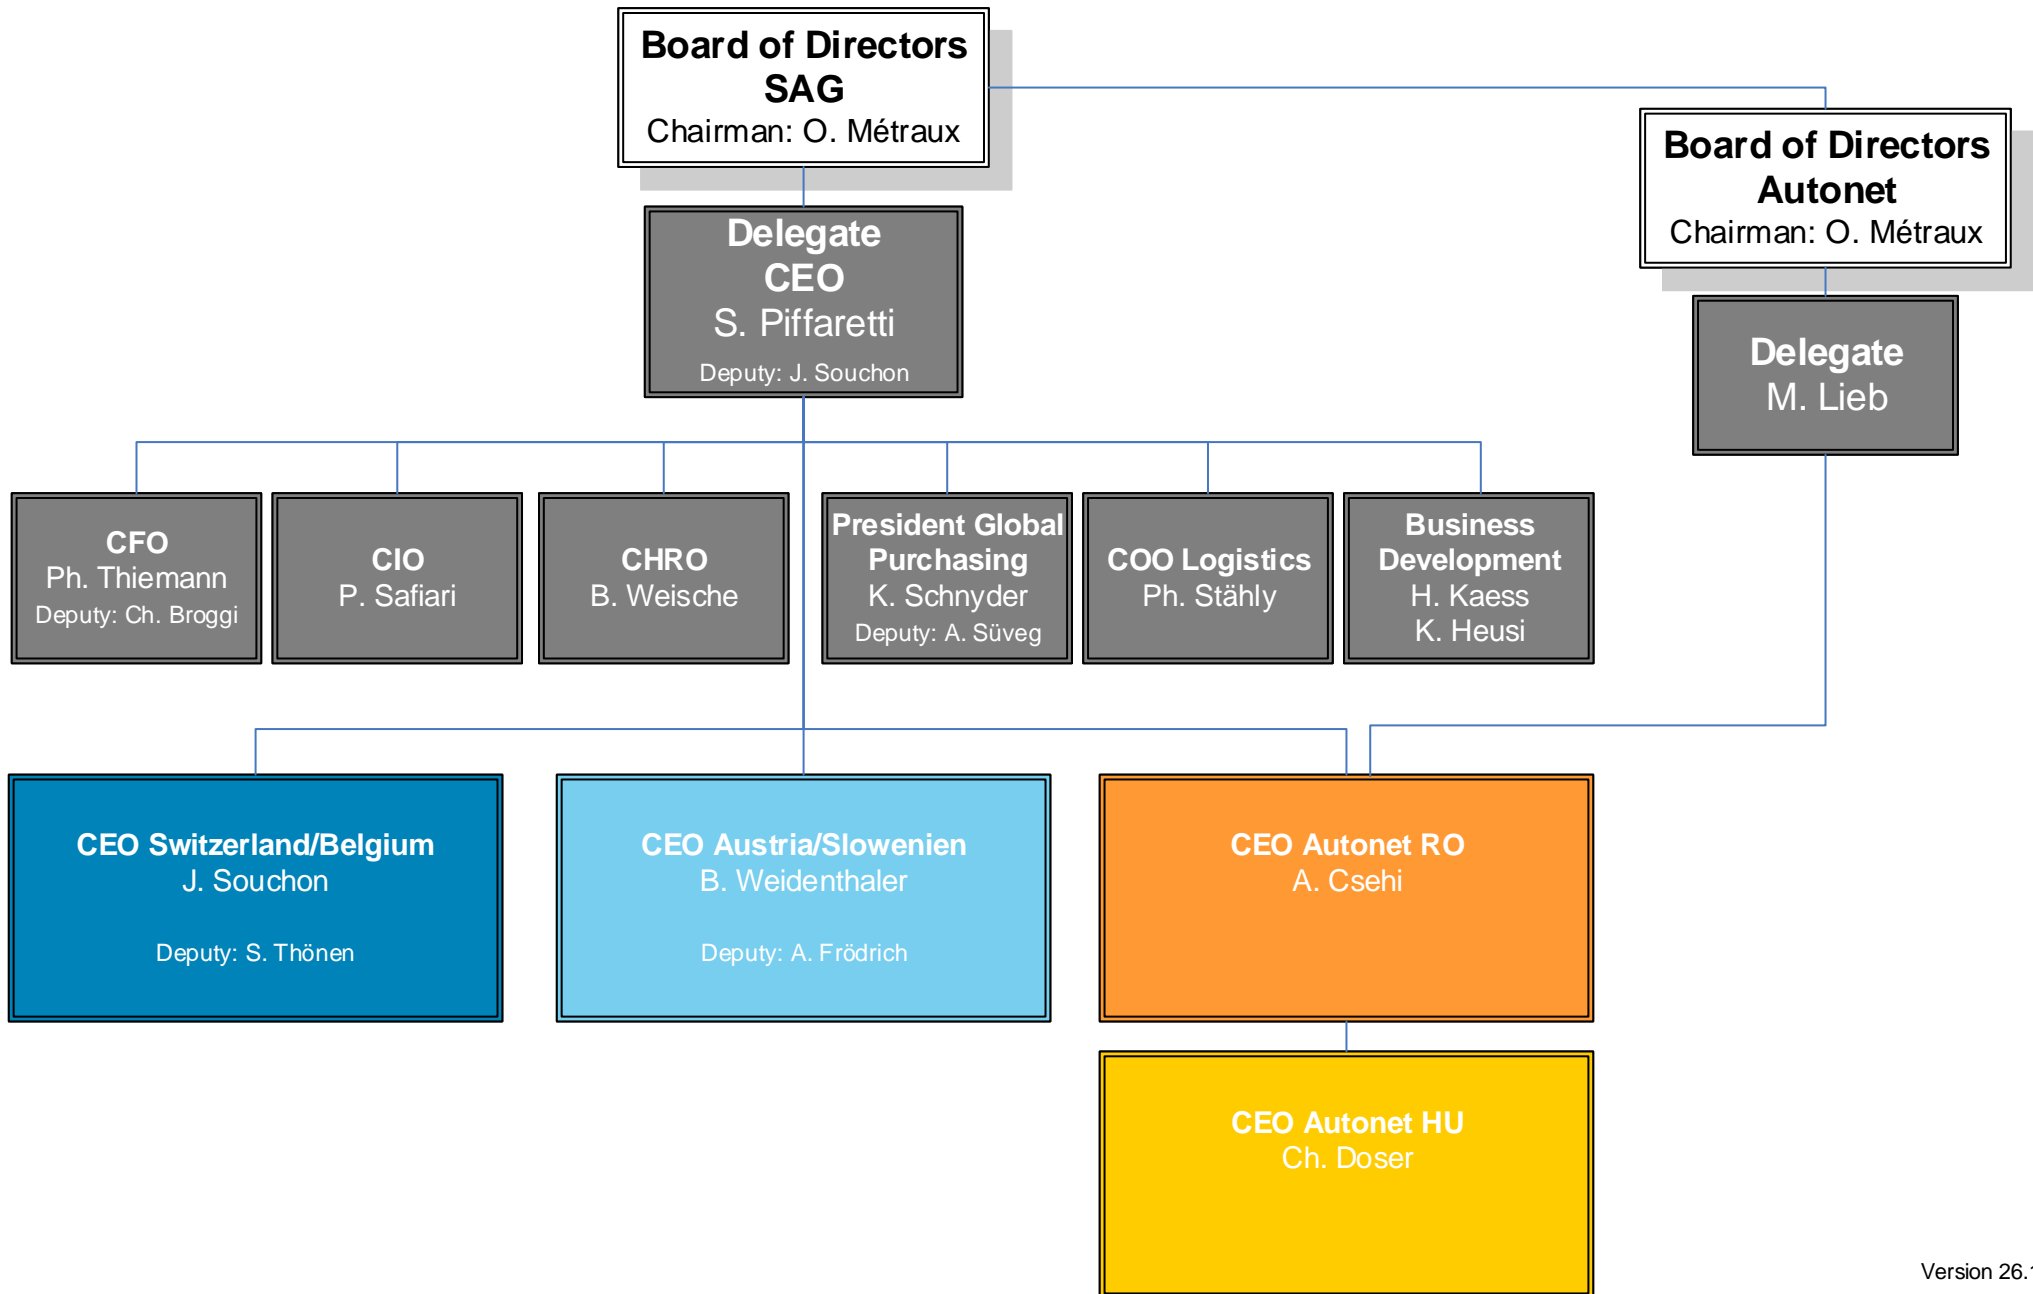 Board of Directors
SAG
Chairman: O. Métraux
Board of Directors
Autonet
Chairman: O. Métraux
Delegate
CEO
S. Piffaretti
Deputy: J. Souchon
Delegate
M. Lieb
CFO
Ph. Thiemann
Deputy: Ch. Broggi
CIO
P. Safiari
CHRO
B. Weische
President Global
Purchasing
K. Schnyder
Deputy: A. Süveg
COO Logistics
Ph. Stähly
Business
Development
H. Kaess
K. Heusi
CEO Switzerland/Belgium
J. Souchon
Deputy: S. Thönen
CEO Austria/Slowenien
B. Weidenthaler
Deputy: A. Frödrich
CEO Autonet RO
A. Csehi
CEO Autonet HU
Ch. Doser
Version 26.